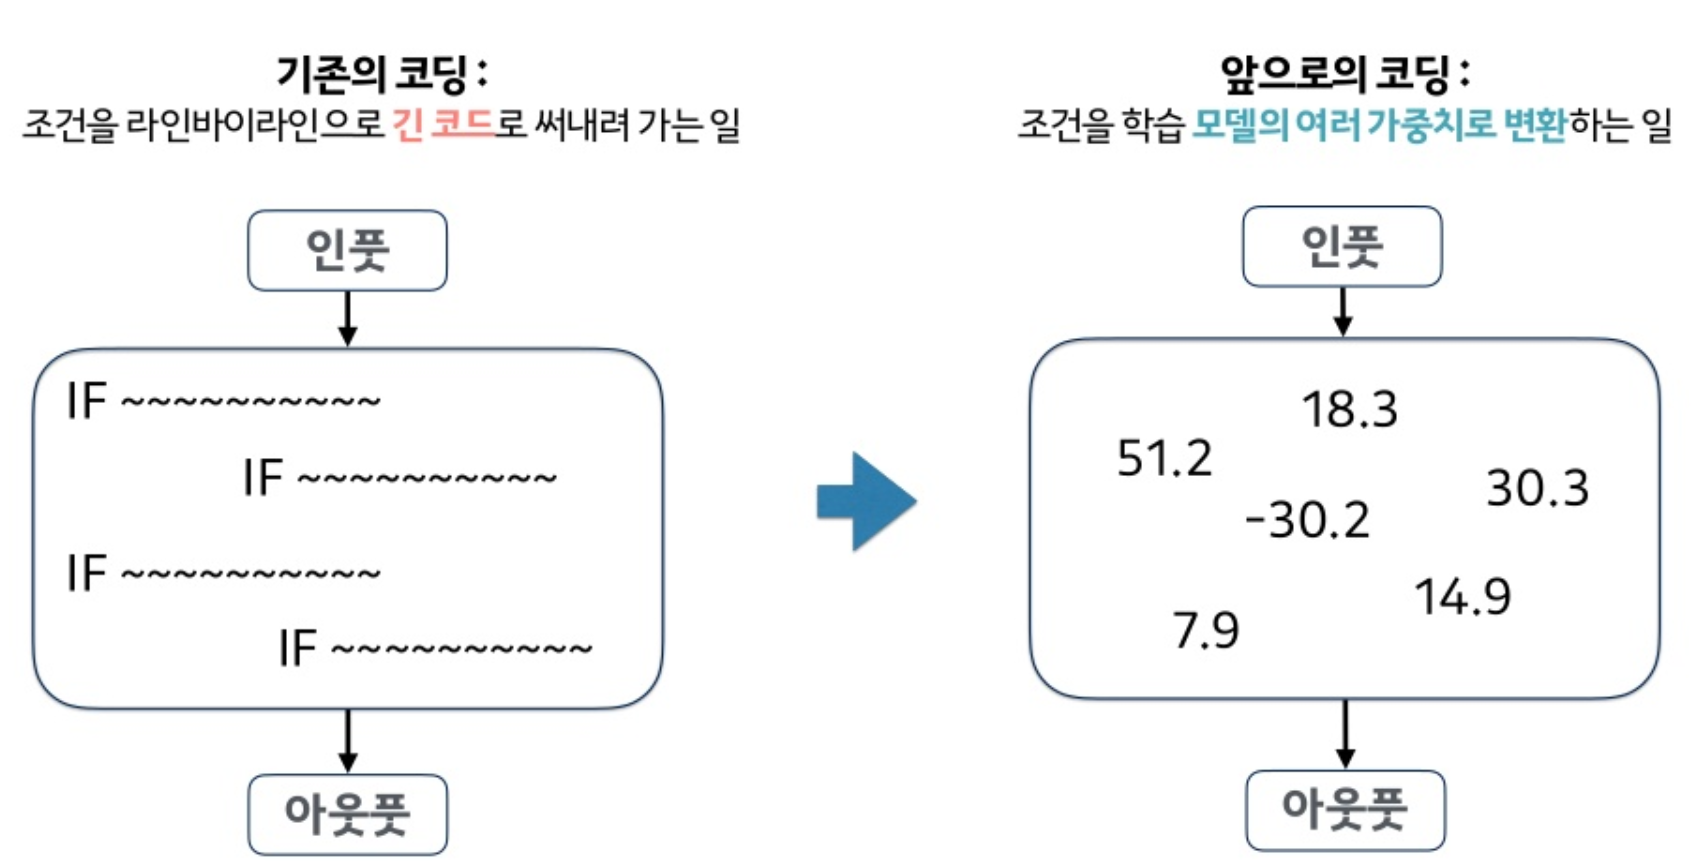 기존의 코딩 :
조건을 라인바이라인으로 긴 코드로 써내려 가는 일
인풋
IF ~~~~~~~~~~
IF ~~~~~~~~~~
IF ~~~~~~~~~~
IF ~~~~~~~~~~
아웃풋
앞으로의 코딩 :
조건을 학습 모델의 여러 가중치로 변환하는 일
인풋
18.3
51.2
30.3
-30.2
14.9
7.9
아웃풋